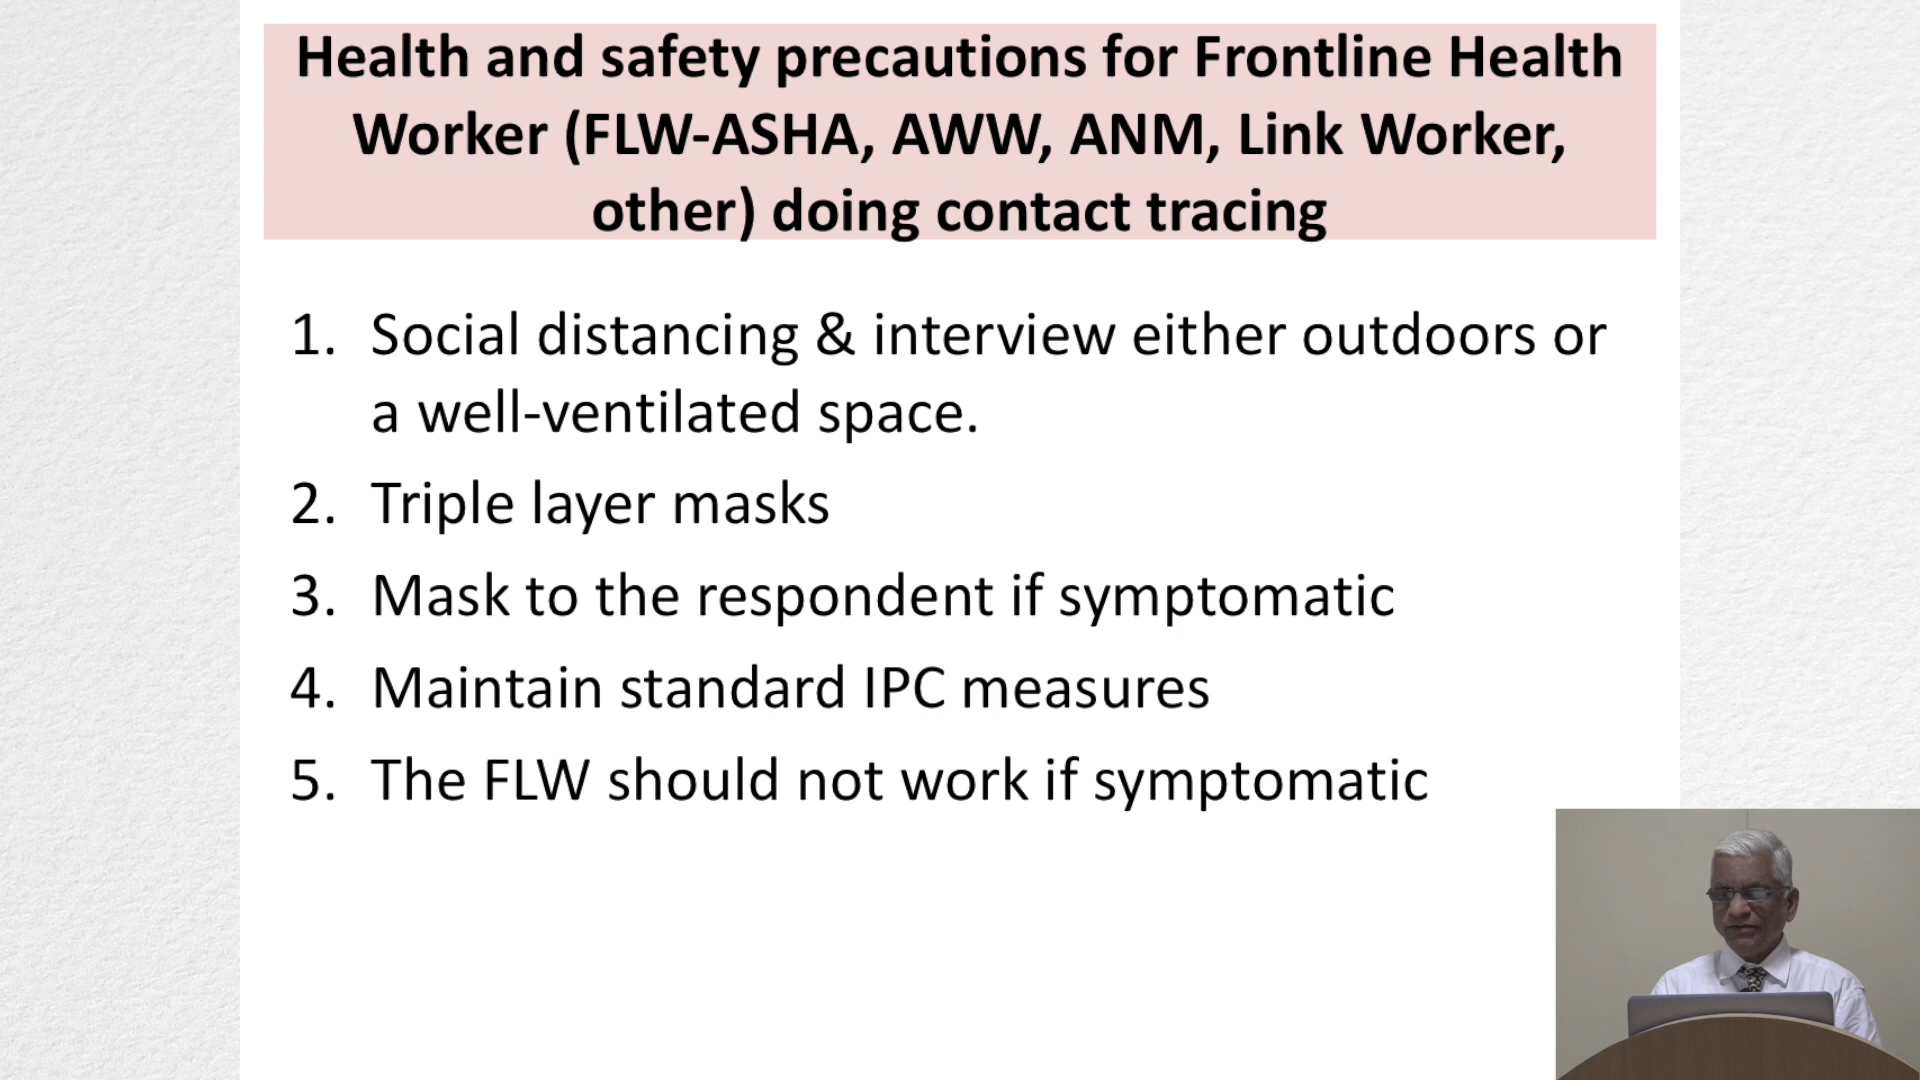 Health and safety precautions for Frontline Health
Worker (FLW-ASHA, AWW, ANM, Link Worker,
other) doing contact tracing
1. Social distancing & interview either outdoors or
a well-ventilated space.
2. Triple layer masks
3. Mask to the respondent if symptomatic
4. Maintain standard IPC measures
5. The FLW should not work if symptomatic